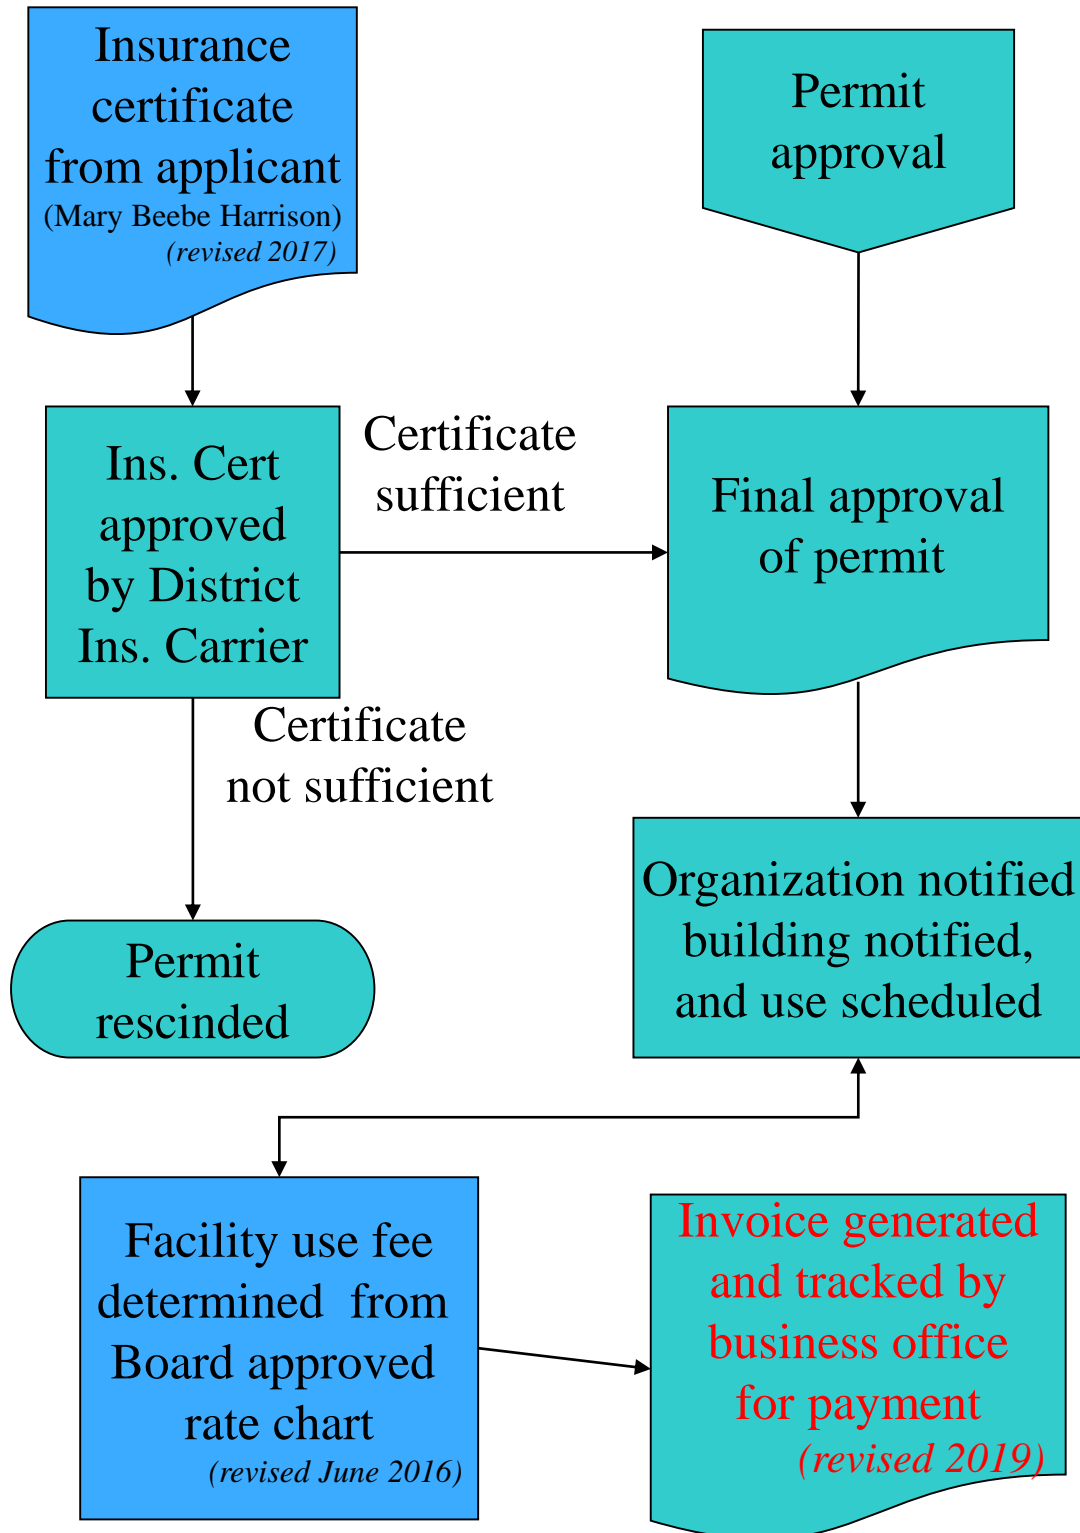 Insurance
certificate
from applicant
(Mary Beebe Harrison)
(revised 2017)
Permit
approval
Ins. Cert
approved
by District
Ins. Carrier
Certificate
sufficient
Final approval
of permit
Certificate
not sufficient
Permit
rescinded
Organization notified
building notified,
and use scheduled
Facility use fee
determined from
Board approved
rate chart
(revised June 2016)
Invoice generated
and tracked by
business office
for payment
(revised 2019)